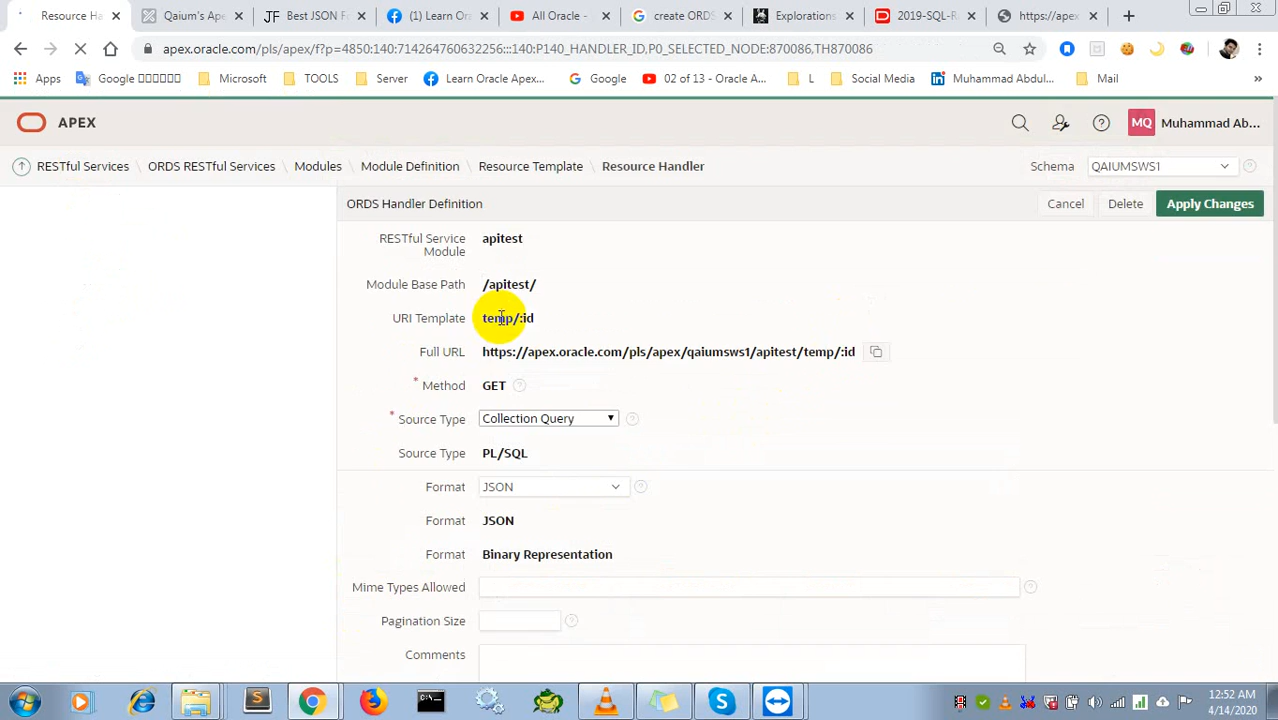 Resource Ha
Qaium's Ape
Best JSON F
(1) Learn Or
All Oracle -
create ORDS
Explorations
2019-SQL-R
https://apex
apex.oracle.com/pls/apex/f?p=4850:140:714264760632256:::140:P140_HANDLER_ID,P0_SELECTED_NODE:870086,TH870086
Apps
Google
Microsoft
TOOLS
Server
Learn Oracle Apex...
Google
02 of 13 - Oracle A...
L
Social Media
Muhammad Abdul...
Mail
»
APEX
MQ
Muhammad Ab...
RESTful Services
ORDS RESTful Services
Modules
Module Definition
Resource Template
Resource Handler
Schema
QAIUMSWS1
ORDS Handler Definition
Cancel
Delete
Apply Changes
RESTful Service
Module
apitest
Module Base Path
/apitest/
URI Template
temp/:id
Full URL
https://apex.oracle.com/pls/apex/qaiumsws1/apitest/temp/:id
* Method
GET
* Source Type
Collection Query
Source Type
PL/SQL
Format
JSON
Format
JSON
Format
Binary Representation
Mime Types Allowed
Pagination Size
Comments
12:52 AM
4/14/2020